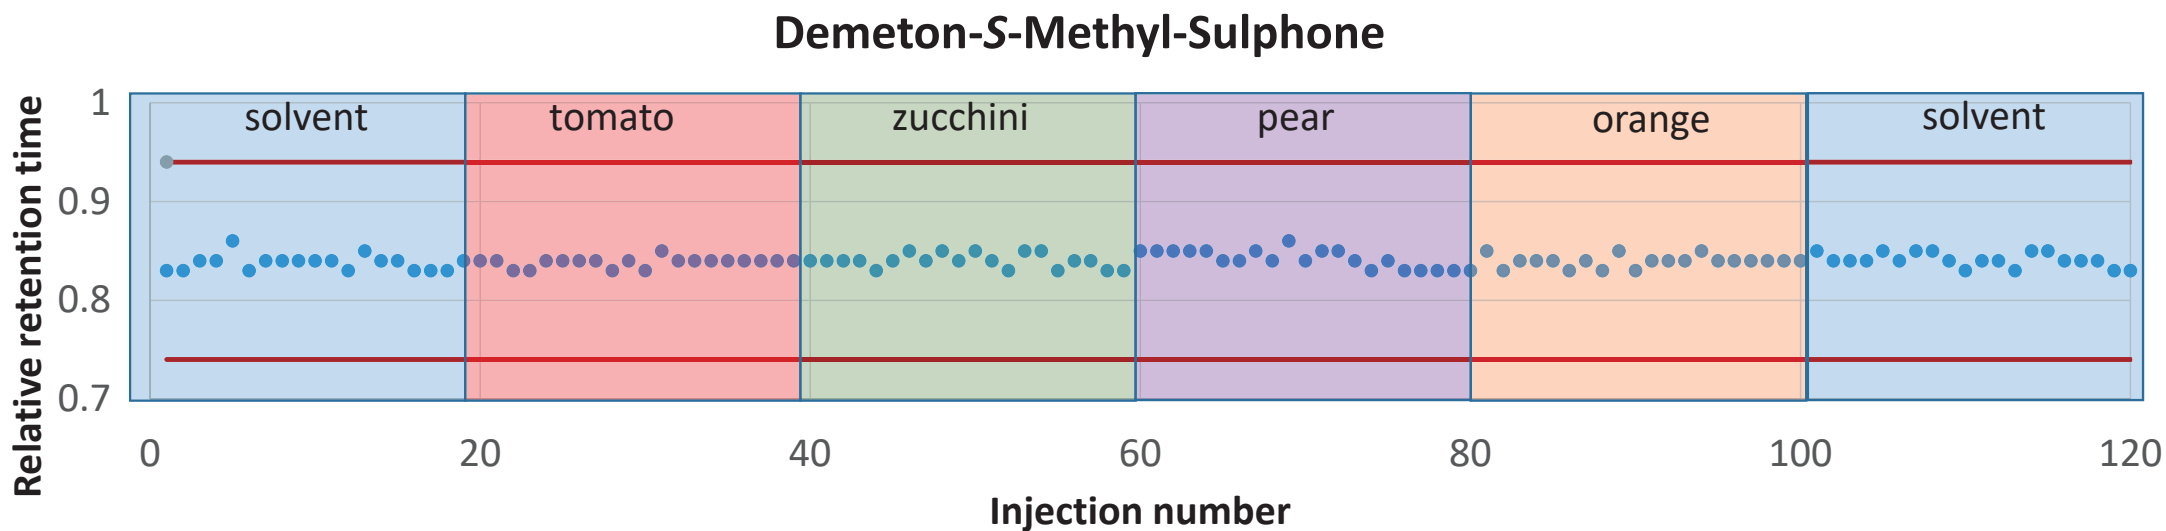 Demeton-S-Methyl-Sulphone
Relative retention time
1
0.9
0.8
0.7
solvent
tomato
zucchini
pear
orange
solvent
0
20
40
60
80
100
120
Injection number